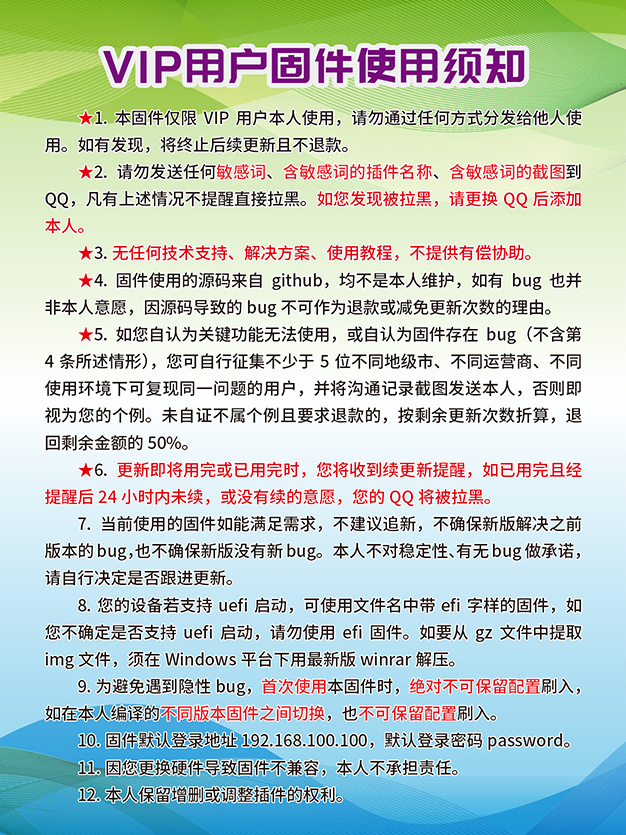 VIP用户固件使用须知
★1. 本固件仅限 VIP 用户本人使用，请勿通过任何方式分发给他人使
用。如有发现，将终止后续更新且不退款。
★2. 请勿发送任何敏感词、含敏感词的插件名称、含敏感词的截图到
QQ，凡有上述情况不提醒直接拉黑。如您发现被拉黑，请更换 QQ 后添加
本人。
★3. 无任何技术支持、解决方案、使用教程，不提供有偿协助。
★4. 固件使用的源码来自 github，均不是本人维护，如有 bug 也并
非本人意愿，因源码导致的 bug 不可作为退款或减免更新次数的理由。
★5. 如您自认为关键功能无法使用，或自认为固件存在 bug（不含第
4 条所述情形），您可自行征集不少于 5 位不同地级市、不同运营商、不同
使用环境下可复现同一问题的用户，并将沟通记录截图发送本人，否则即
视为您的个例。未自证不属个例且要求退款的，按剩余更新次数折算，退
回剩余金额的 50%。
★6. 更新即将用完或已用完时，您将收到续更新提醒，如已用完且经
提醒后 24 小时内未续，或没有续的意愿，您的 QQ 将被拉黑。
7. 当前使用的固件如能满足需求，不建议追新，不确保新版解决之前
版本的 bug，也不确保新版没有新 bug。本人不对稳定性、有无 bug 做承诺，
请自行决定是否跟进更新。
8. 您的设备若支持 uefi 启动，可使用文件名中带 efi 字样的固件，如
您不确定是否支持 uefi 启动，请勿使用 efi 固件。如要从 gz 文件中提取
img 文件，须在 Windows 平台下用最新版 winrar 解压。
9. 为避免遇到隐性 bug，首次使用本固件时，绝对不可保留配置刷入，
如在本人编译的不同版本固件之间切换，也不可保留配置刷入。
10. 固件默认登录地址 192.168.100.100，默认登录密码 password。
11. 因您更换硬件导致固件不兼容，本人不承担责任。
12. 本人保留增删或调整插件的权利。